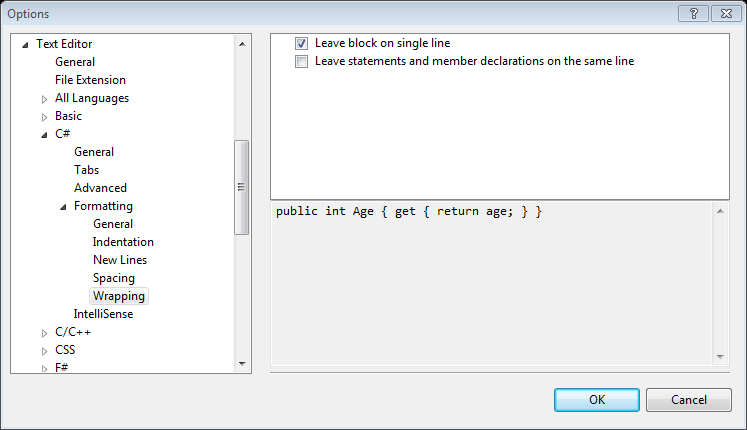 Options
Text Editor
General
File Extension
All Languages
Basic
C#
General
Tabs
Advanced
Formatting
General
Indentation
New Lines
Spacing
Wrapping
IntelliSense
C/C++
CSS
F#
Leave block on single line
Leave statements and member declarations on the same line
public int Age { get { return age; } }
OK
Cancel